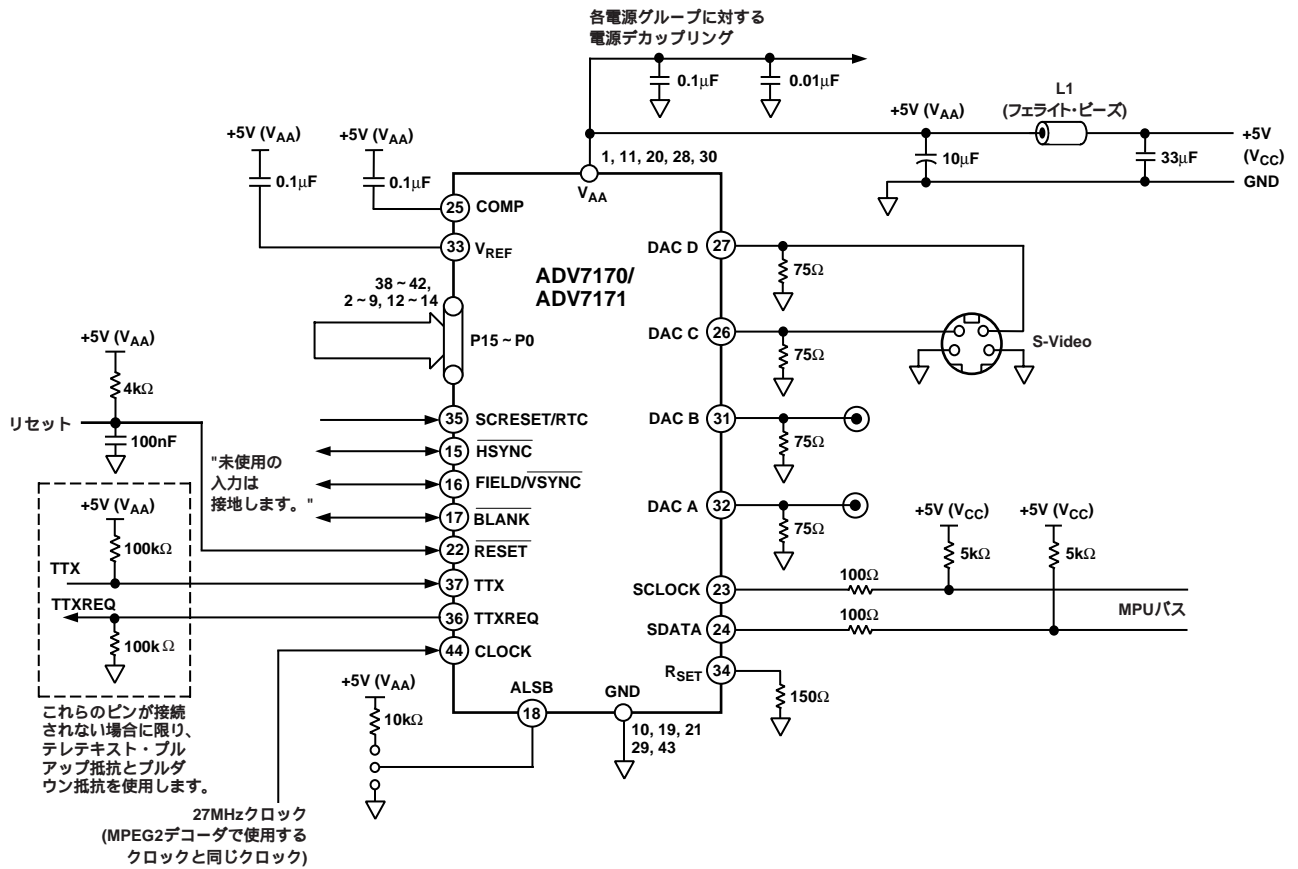 各電源グループに対する
電源デカップリング
0.1μF
0.01μF
L1
(フェライト・ビーズ)
+5V (VAA)
+5V
(VCC)
GND
10μF
33μF
+5V (VAA)
+5V (VAA)
0.1μF
0.1μF
1, 11, 20, 28, 30
VAA
25 COMP
33 VREF
ADV7170/
ADV7171
38～42,
2～9, 12～14
P15～P0
DAC D 27
75Ω
DAC C 26
75Ω
S-Video
DAC B 31
75Ω
DAC A 32
75Ω
+5V (VAA)
4kΩ
リセット
100nF
"未使用の
入力は
接地します。"
35 SCRESET/RTC
15 HSYNC
16 FIELD/VSYNC
17 BLANK
22 RESET
37 TTX
36 TTXREQ
44 CLOCK
+5V (VAA)
100kΩ
TTX
TTXREQ
100kΩ
これらのピンが接続
されない場合に限り、
テレテキスト・プル
アップ抵抗とプルダ
ウン抵抗を使用します。
+5V (VCC)
+5V (VCC)
5kΩ
5kΩ
SCLOCK 23
100Ω
MPUバス
SDATA 24
100Ω
RSET 34
150Ω
+5V (VAA)
10kΩ
ALSB
18
GND
10, 19, 21
29, 43
27MHzクロック
(MPEG2デコーダで使用する
クロックと同じクロック)